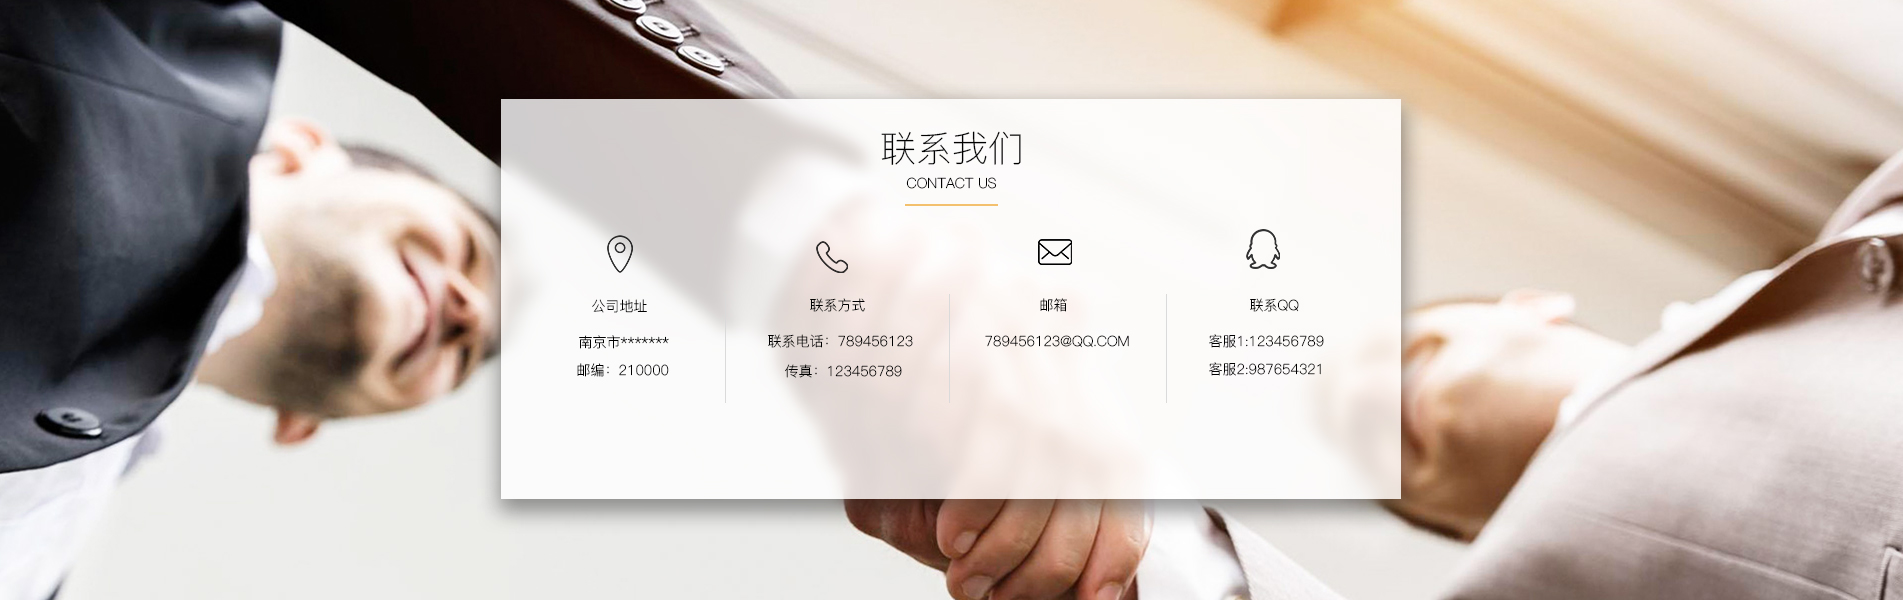 联系我们
CONTACT US
公司地址
南京市*******
邮编：210000
联系方式
联系电话：789456123
传真：123456789
邮箱
789456123@QQ.COM
联系QQ
客服1:123456789
客服2:987654321